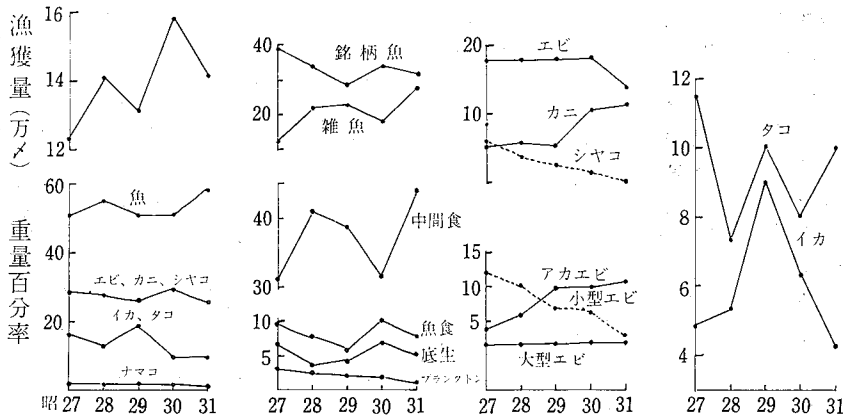 漁獲量(万〆)
16
14
12
重量百分率
60
40
20
魚
エビ、カニ、シヤコ
イカ、タコ
ナマコ
昭 27 28 29 30 31
40
20
銘柄魚
雑魚
40
30
中間食
10
5
魚食
底生
プランクトン
27 28 29 30 31
20
10
エビ
カニ
シヤコ
15
10
5
アカエビ
小型エビ
大型エビ
27 28 29 30 31
12
10
8
6
4
タコ
イカ
27 28 29 30 31